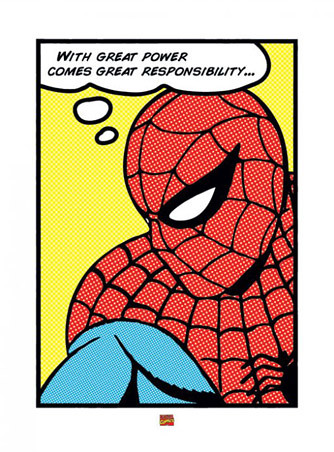 WITH GREAT POWER
COMES GREAT RESPONSIBILITY...